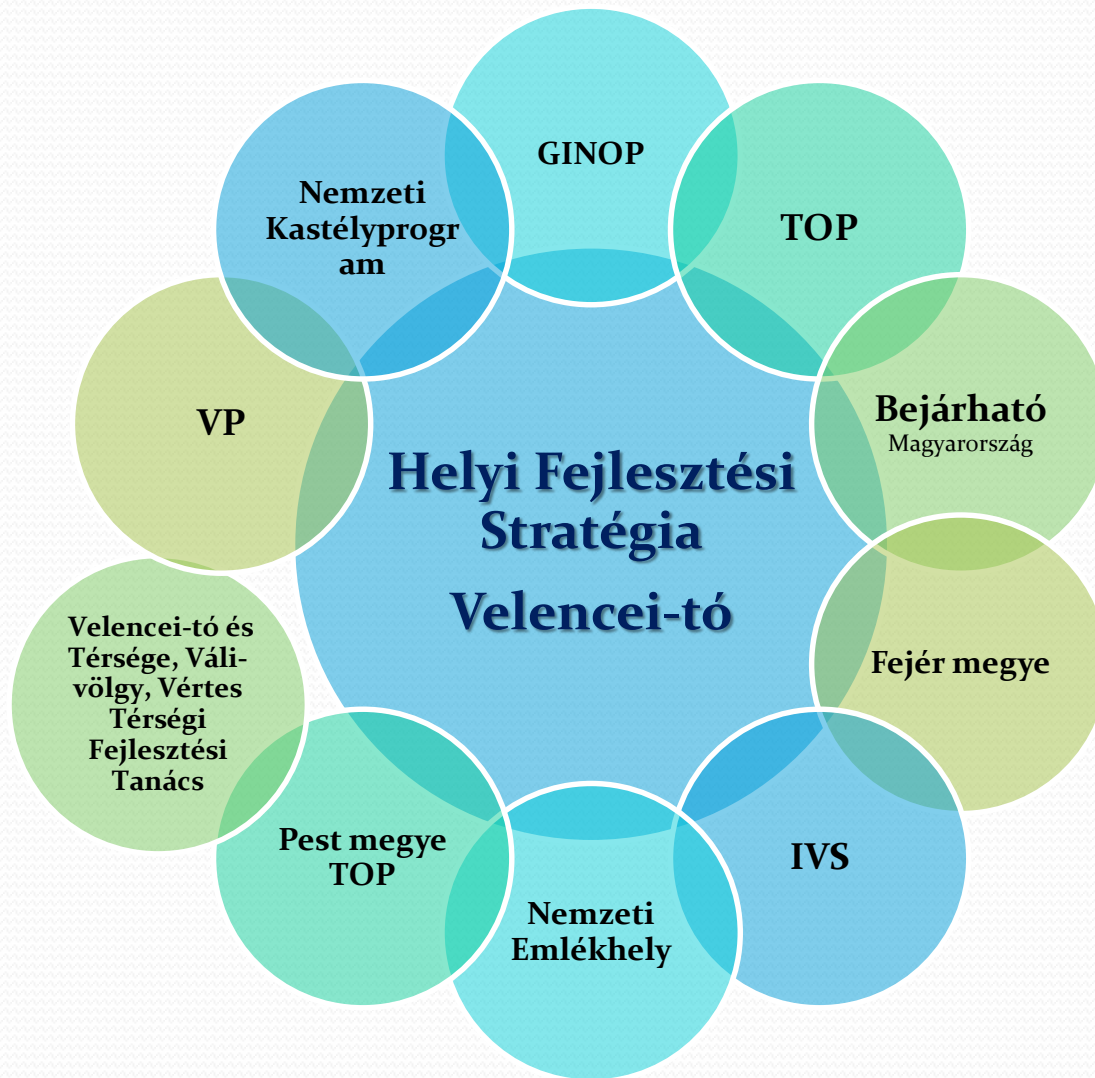 GINOP
TOP
Bejárható
Magyarország
Fejér megye
IVS
Nemzeti
Emlékhely
Pest megye
TOP
Velencei-tó és
Térsége, Váli-
völgy, Vértes
Térségi
Fejlesztési
Tanács
VP
Nemzeti
Kastélyprogr
am
Helyi Fejlesztési
Stratégia
Velencei-tó